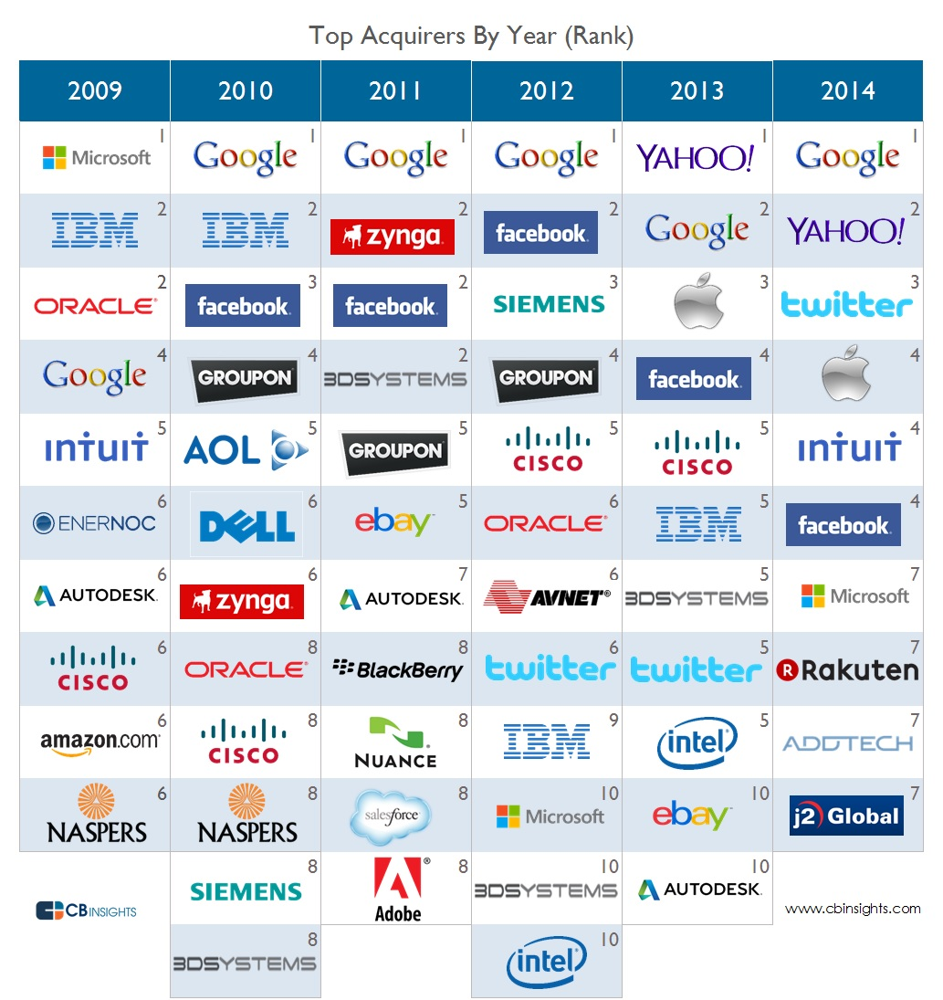 Top Acquirers By Year (Rank)
2009 2010 2011 2012 2013 2014
Microsoft 1 Google 1 Google 1 Google 1 YAHOO! 1 Google 1
IBM 2 IBM 2 zynga 2 facebook 2 Google 2 YAHOO! 2
ORACLE 2 facebook 3 facebook 2 SIEMENS 3 3 twitter 3
Google 4 GROUPON 4 3DSYSTEMS 2 GROUPON 4 facebook 4 4
intuit 5 AOL 5 GROUPON 5 CISCO 5 CISCO 5 intuit 4
ENERNOC 6 DELL 6 ebay 5 ORACLE 6 IBM 5 facebook 4
AUTODESK 6 zynga 6 AUTODESK 7 AVNET 6 3DSYSTEMS 5 Microsoft 7
CISCO 6 ORACLE 8 BlackBerry 8 twitter 6 twitter 5 R Rakuten 7
amazon.com 6 CISCO 8 NUANCE 8 IBM 9 intel 5 ADDTECH 7
NASPERS 6 NASPERS 8 salesforce 8 Microsoft 10 ebay 10 j2 Global 7
CBINSIGHTS SIEMENS 8 Adobe 8 3DSYSTEMS 10 AUTODESK 10 www.cbinsights.com
3DSYSTEMS 8 intel 10